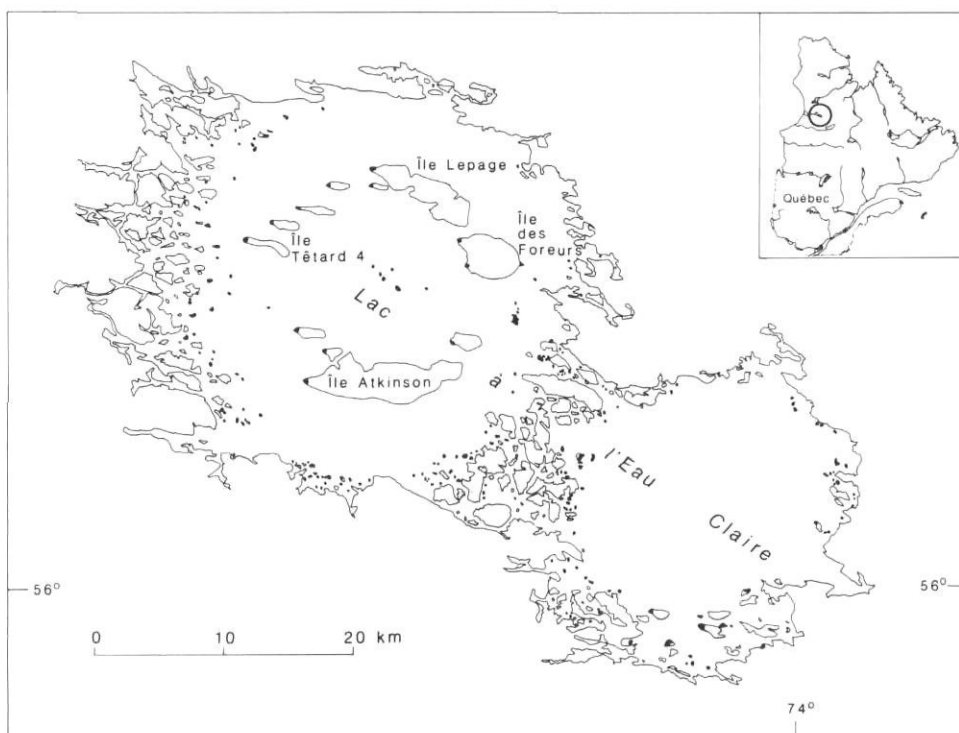 Québec
Île Lepage
Île
des
Foreurs
Île
Têtard 4
Lac
Île Atkinson
à
l'Eau
Claire
56°
56°
0 10 20 km
74°